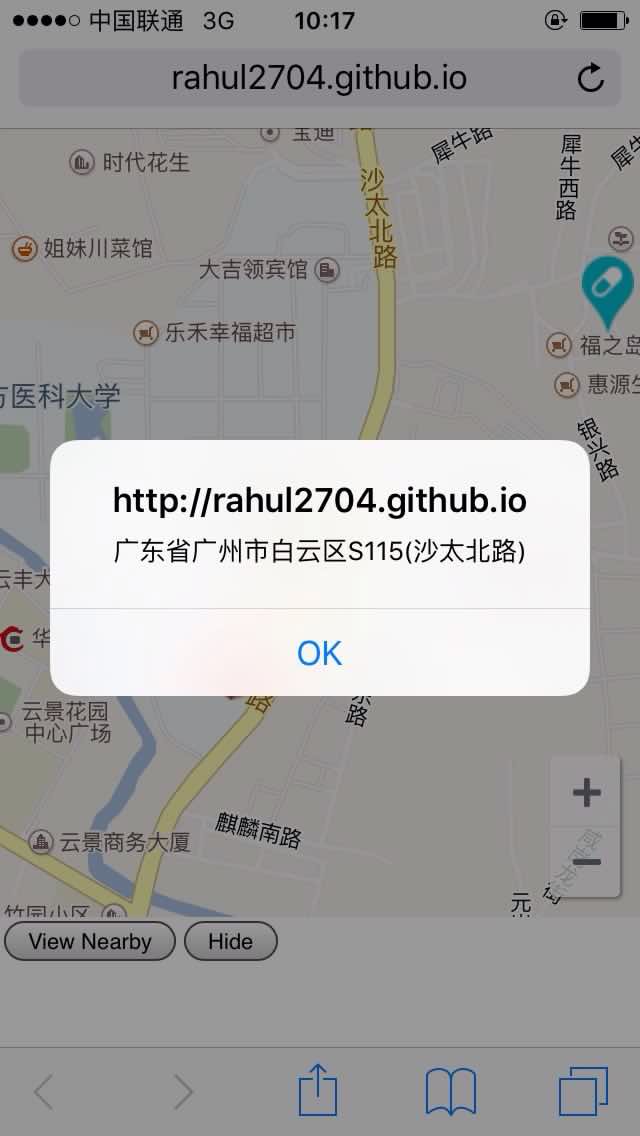 中国联通 3G 10:17
rahul2704.github.io
宝迪
犀牛路
时代花生
犀牛西路
沙太北路
姐妹川菜馆
大吉领宾馆
乐禾幸福超市
福之岛
惠源生
方医科大学
银兴路
http://rahul2704.github.io
广东省广州市白云区S115(沙太北路)
OK
云丰大
华
云景花园
中心广场
路
东路
麒麟南路
云景商务大厦
竹园小区
+
−
View Nearby
Hide